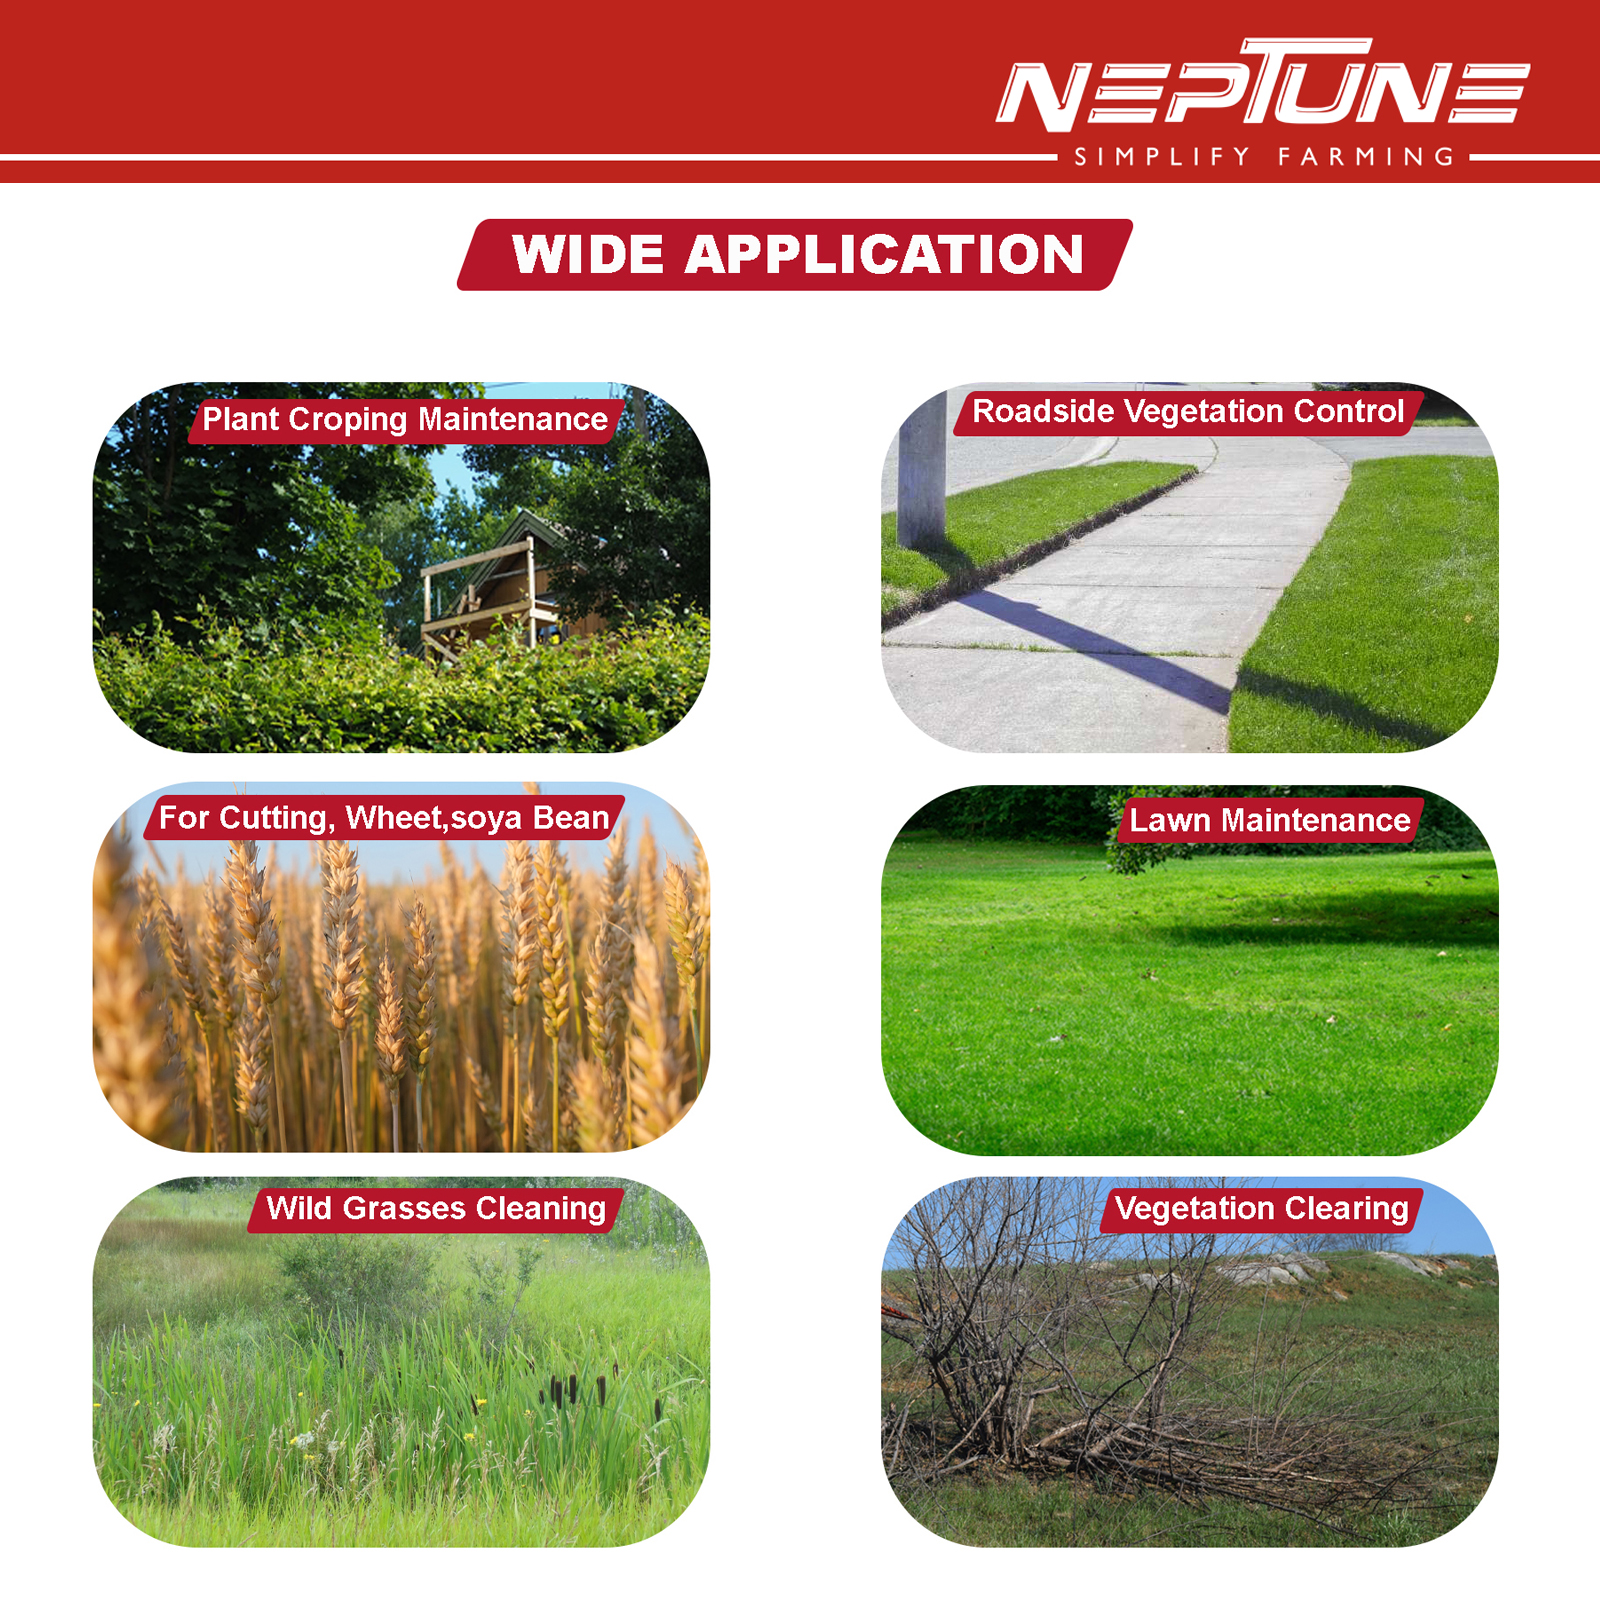 NEPTUNE
SIMPLIFY FARMING
WIDE APPLICATION
Plant Croping Maintenance
Roadside Vegetation Control
For Cutting, Wheet,soya Bean
Lawn Maintenance
Wild Grasses Cleaning
Vegetation Clearing